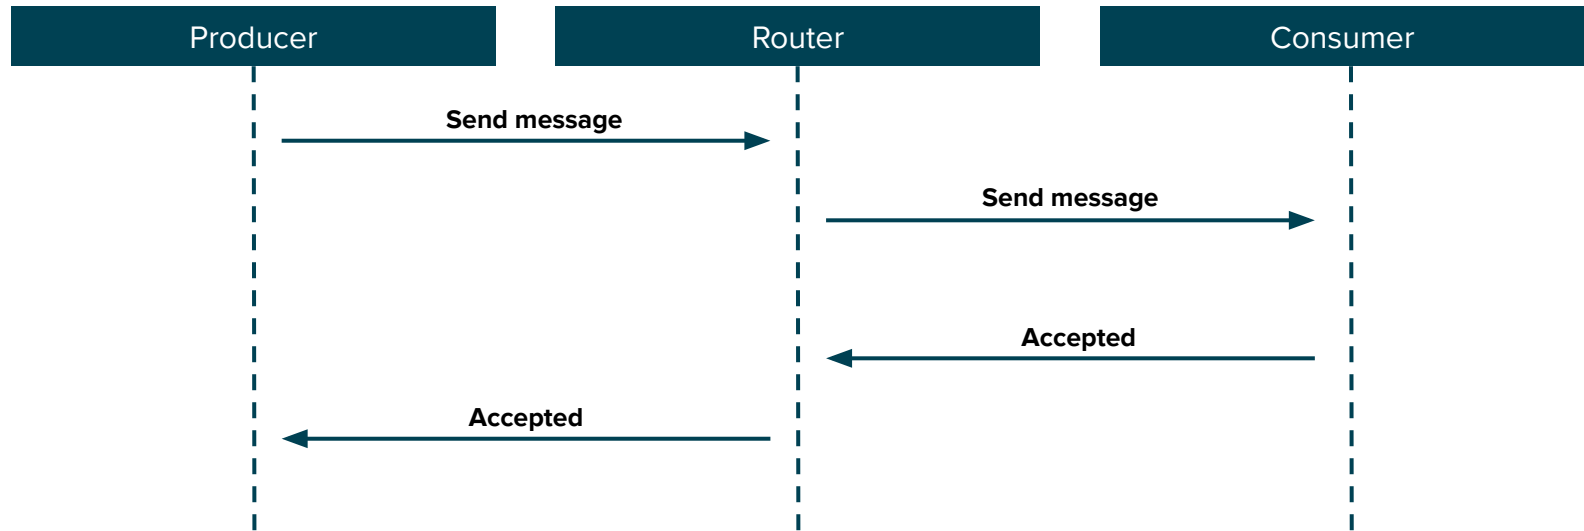 Producer
Router
Consumer
Send message
Send message
Accepted
Accepted